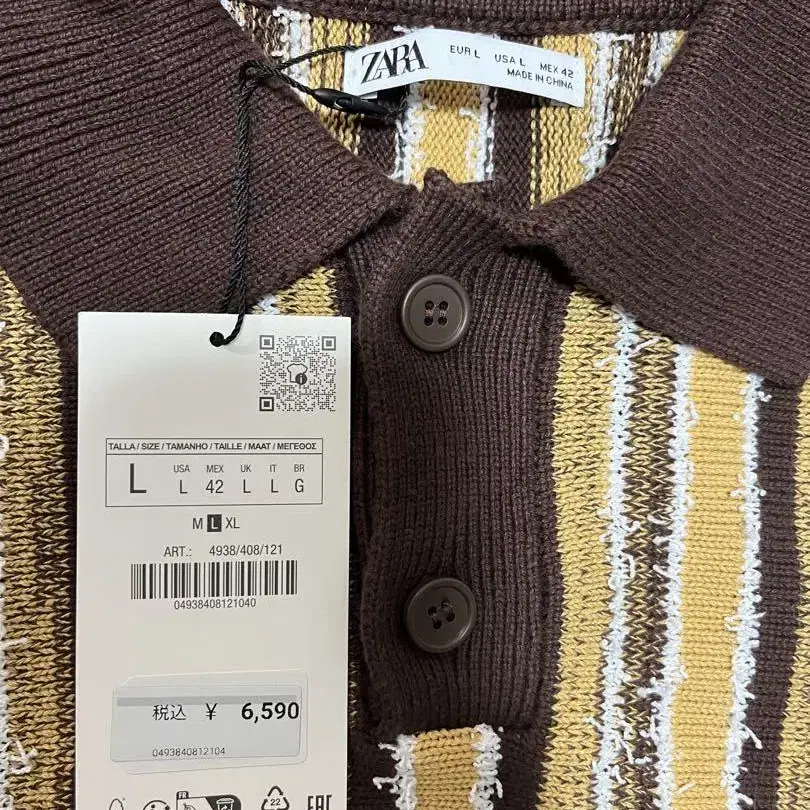 ZARA
EUR L USA L MEX 42
MADE IN CHINA
TALLA / SIZE / TAMANHO / TAILLE / MAAT / ΜΕΓΕΘΟΣ
L
USA MEX UK IT BR
L 42 L L G
M L XL
ART.: 4938/408/121
04938408121040
税込 ¥ 6,590
0493840812104
FR
22
EAC